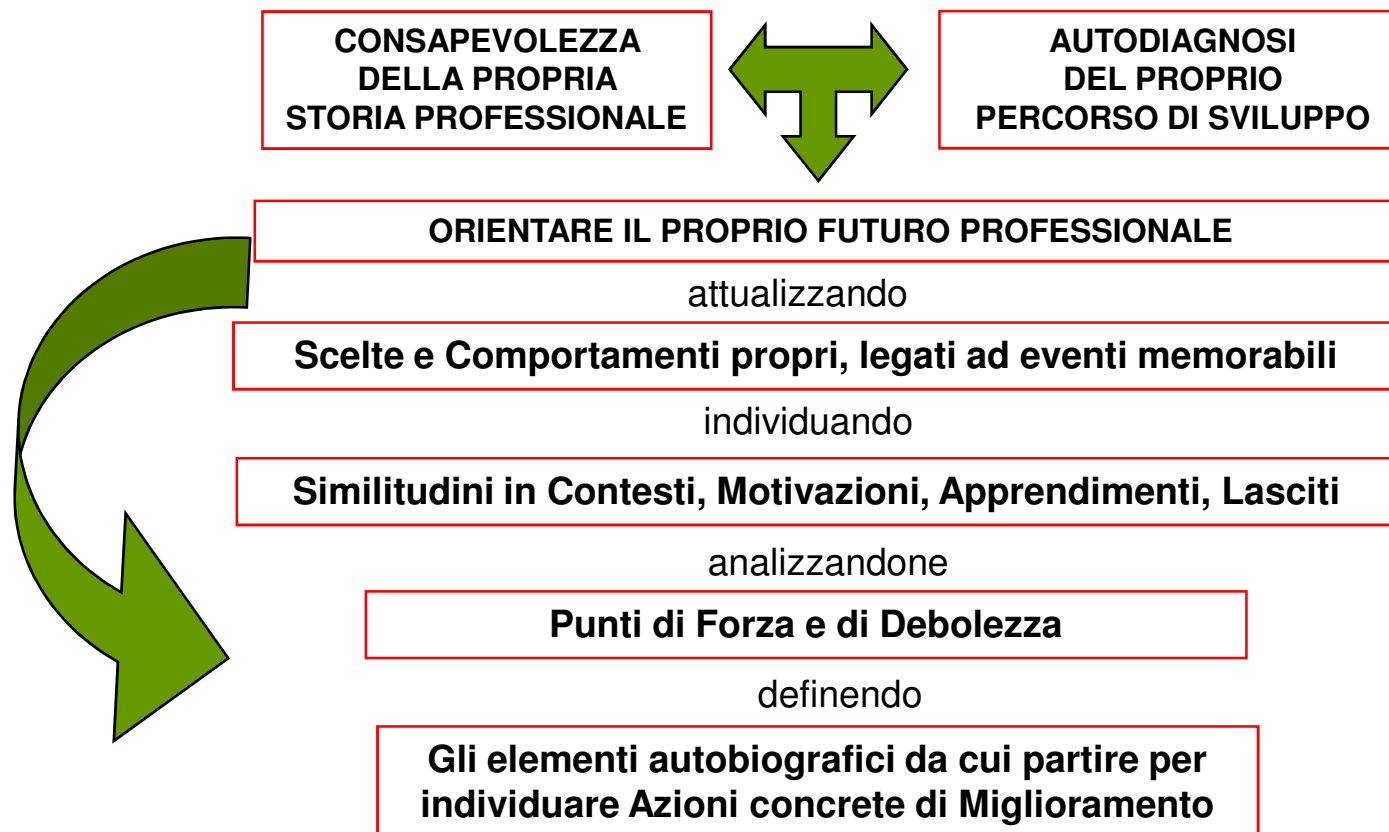 CONSAPEVOLEZZA
DELLA PROPRIA
STORIA PROFESSIONALE
AUTODIAGNOSI
DEL PROPRIO
PERCORSO DI SVILUPPO
ORIENTARE IL PROPRIO FUTURO PROFESSIONALE
attualizzando
Scelte e Comportamenti propri, legati ad eventi memorabili
individuando
Similitudini in Contesti, Motivazioni, Apprendimenti, Lasciti
analizzandone
Punti di Forza e di Debolezza
definendo
Gli elementi autobiografici da cui partire per
individuare Azioni concrete di Miglioramento